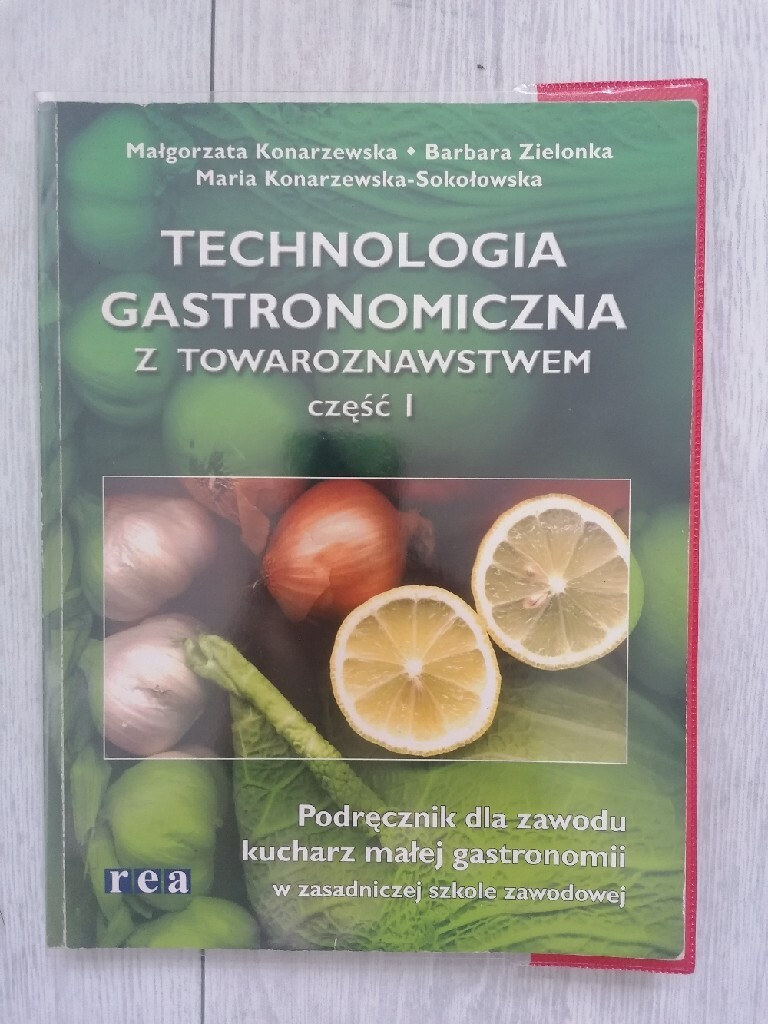 Małgorzata Konarzewska • Barbara Zielonka
Maria Konarzewska-Sokołowska
TECHNOLOGIA
GASTRONOMICZNA
Z TOWAROZNAWSTWEM
część I
Podręcznik dla zawodu
kucharz małej gastronomii
w zasadniczej szkole zawodowej
rea